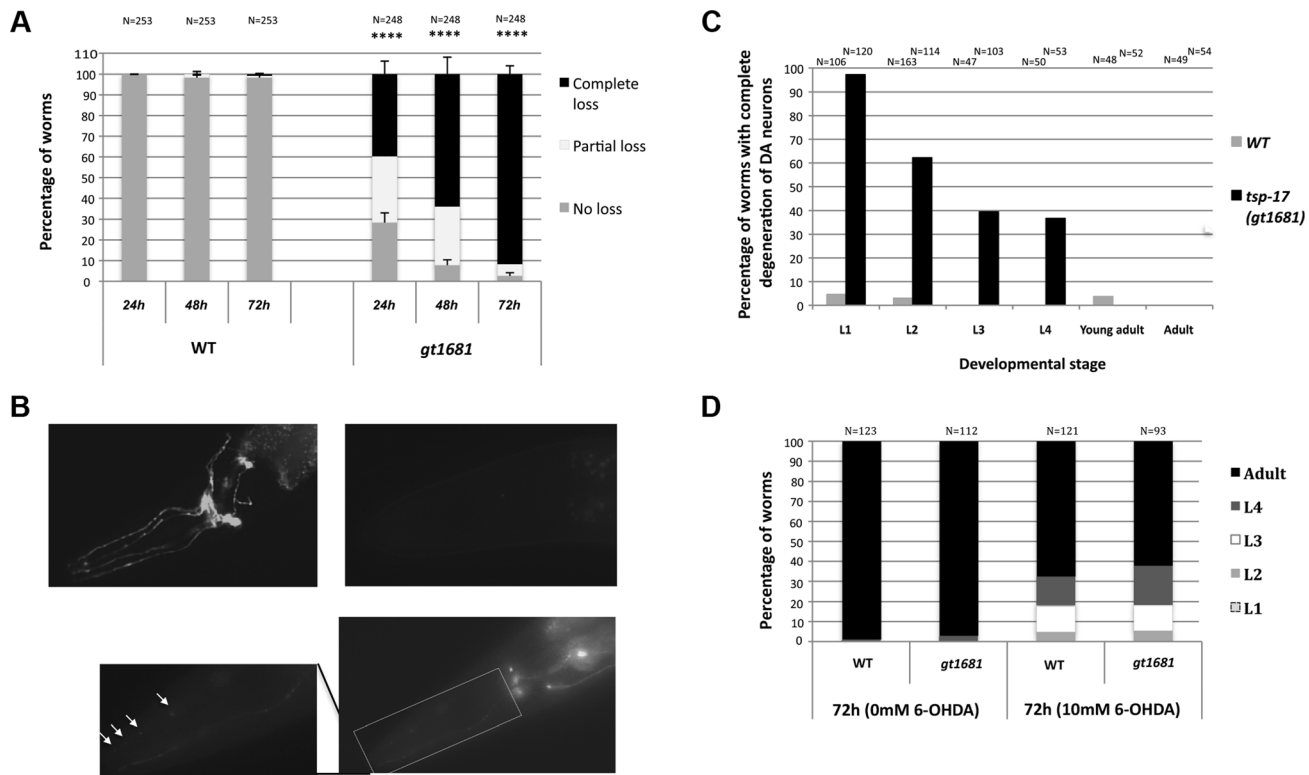 A
N=253 N=253 N=253 N=248 N=248 N=248
**** **** ****
110
100
90
80
70
60
50
40
30
20
10
0
Percentage of worms
Complete loss
Partial loss
No loss
24h 48h 72h 24h 48h 72h
WT gt1681
B
C
N=120 N=114 N=103 N=53 N=52 N=54
N=106 N=163 N=47 N=50 N=48 N=49
100
90
80
70
60
50
40
30
20
10
0
Percentage of worms with complete
degeneration of DA neurons
WT
tsp-17
(gt1681)
L1 L2 L3 L4 Young adult Adult
Developmental stage
D
N=123 N=112 N=121 N=93
100
90
80
70
60
50
40
30
20
10
0
Percentage of worms
Adult
L4
L3
L2
L1
WT gt1681 WT gt1681
72h (0mM 6-OHDA) 72h (10mM 6-OHDA)